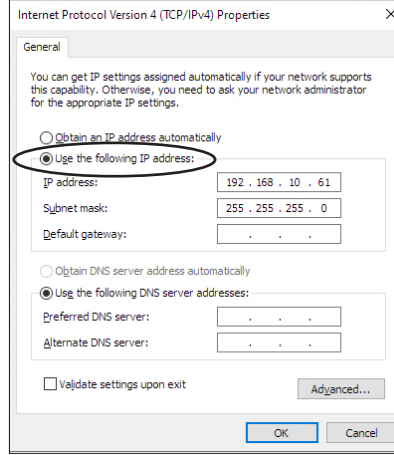 Internet Protocol Version 4 (TCP/IPv4) Properties
General
You can get IP settings assigned automatically if your network supports
this capability. Otherwise, you need to ask your network administrator
for the appropriate IP settings.
Obtain an IP address automatically
Use the following IP address:
IP address: 192 . 168 . 10 . 61
Subnet mask: 255 . 255 . 255 . 0
Default gateway: . . .
Obtain DNS server address automatically
Use the following DNS server addresses:
Preferred DNS server: . . .
Alternate DNS server: . . .
Validate settings upon exit
Advanced...
OK Cancel